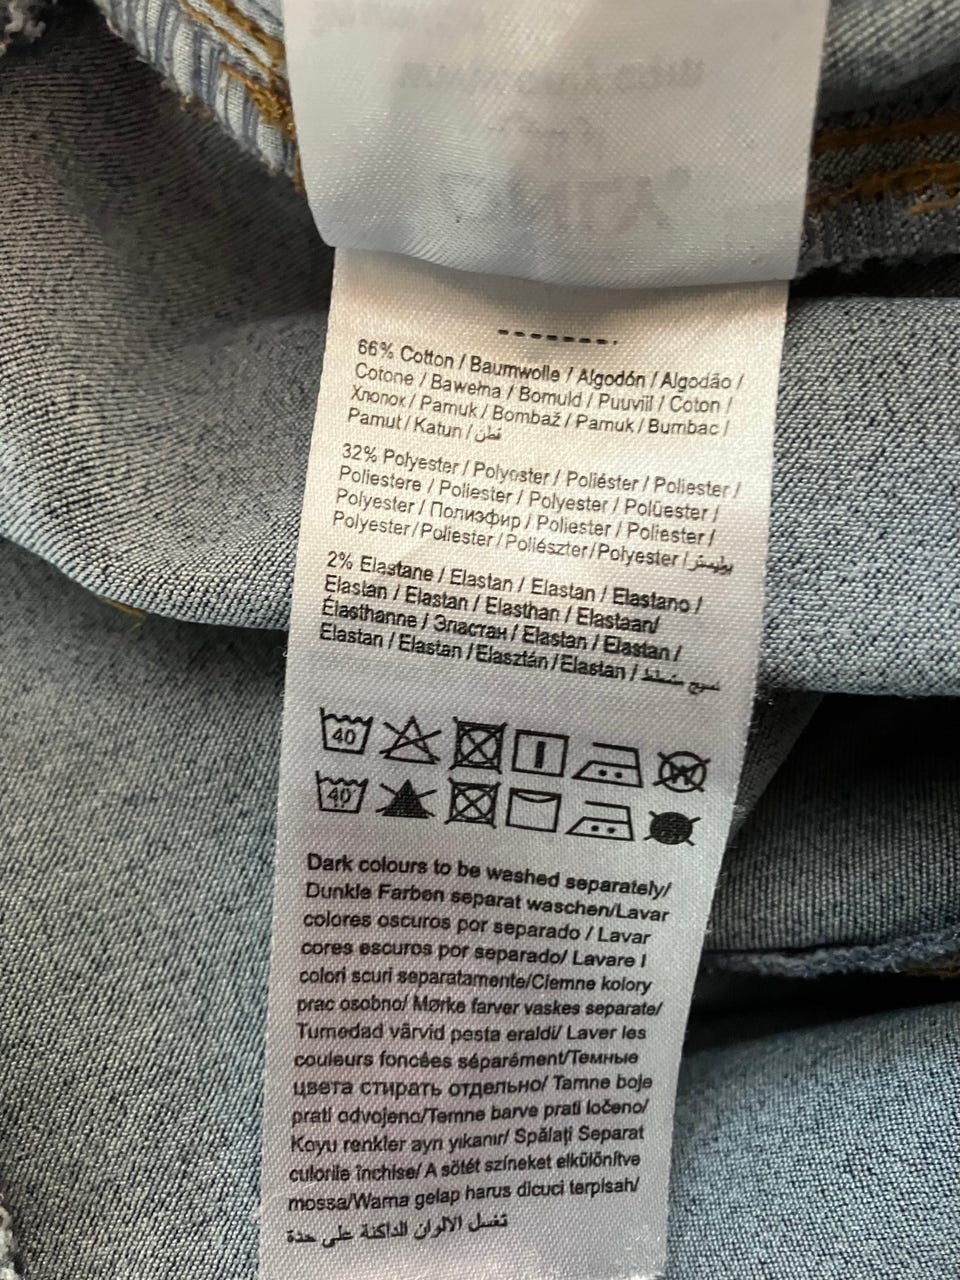 66% Cotton / Baumwolle / Algodón / Algodão /
Cotone / Bawełna / Bomuld / Puuvill / Coton /
Хлопок / Pamuk / Bombaž / Pamuk / Bumbac /
Pamut / Katun / قطن
32% Polyester / Polyester / Poliéster / Poliester /
Poliestere / Poliester / Polyester / Polüester /
Polyester / Полиэфир / Poliester / Poliester /
Polyester / Poliester / Poliészter / Polyester / بوليستر
2% Elastane / Elastan / Elastan / Elastano /
Elastan / Elastan / Elasthan / Elastaan/
Élasthanne / Эластан / Elastan / Elastan /
Elastan / Elastan / Elasztán / Elastan / نسيج مطاط
40
40
Dark colours to be washed separately/
Dunkle Farben separat waschen/Lavar
colores oscuros por separado / Lavar
cores escuros por separado/ Lavare I
colori scuri separatamente/Ciemne kolory
prac osobno/ Mørke farver vaskes separate/
Tumedad värvid pesta eraldi/ Laver les
couleurs foncées séparément/Темные
цвета стирать отдельно/ Tamne boje
prati odvojeno/Temne barve prati ločeno/
Koyu renkler ayrı yıkanır/ Spălați Separat
culorile închise/ A sötét színeket elkülönítve
mossa/Warna gelap harus dicuci terpisah/
تغسل الالوان الداكنة على حدة